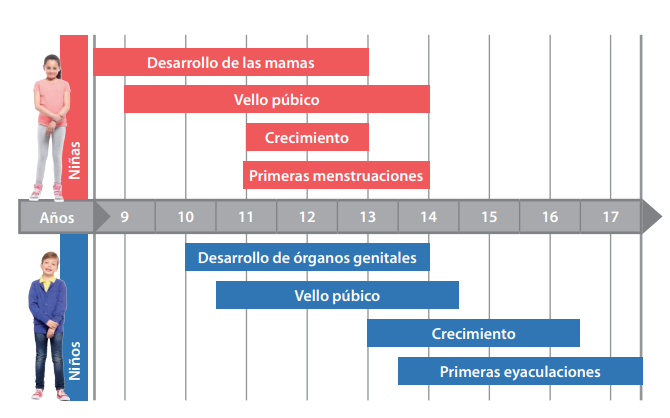 Desarrollo de las mamas
Vello púbico
Crecimiento
Primeras menstruaciones
Niñas
Años 9 10 11 12 13 14 15 16 17
Desarrollo de órganos genitales
Vello púbico
Crecimiento
Primeras eyaculaciones
Niños